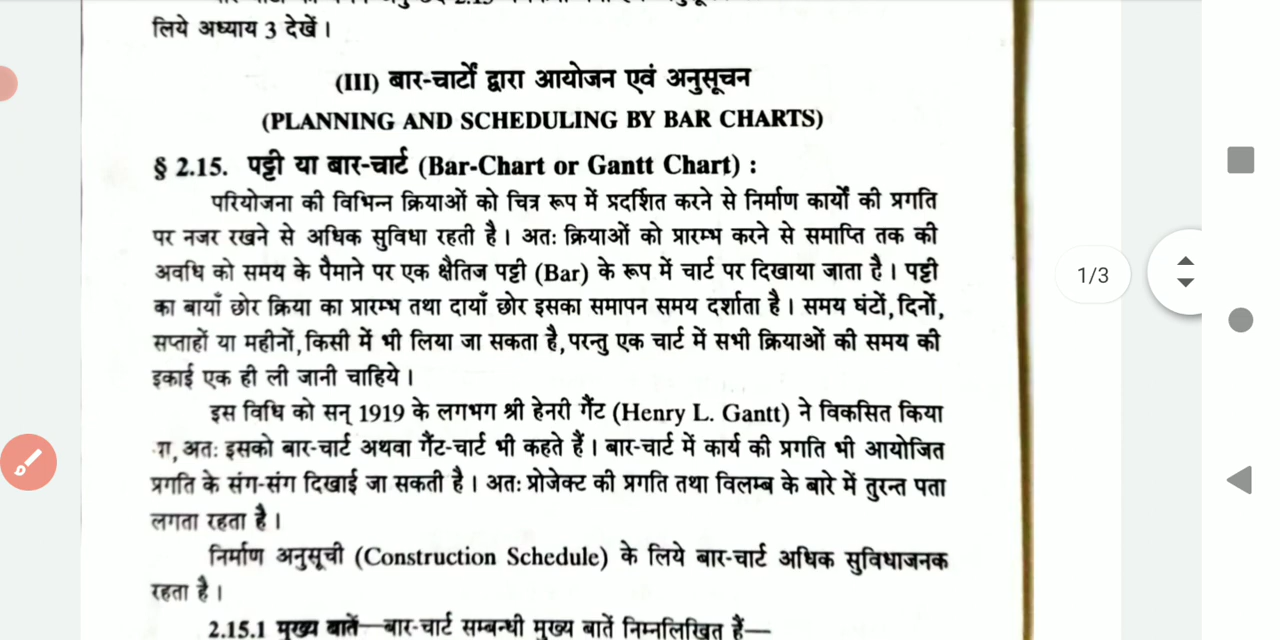 लिये अध्याय 3 देखें।
(III) बार-चार्टों द्वारा आयोजन एवं अनुसूचन
(PLANNING AND SCHEDULING BY BAR CHARTS)
§ 2.15. पट्टी या बार-चार्ट (Bar-Chart or Gantt Chart) :
परियोजना की विभिन्न क्रियाओं को चित्र रूप में प्रदर्शित करने से निर्माण कार्यों की प्रगति
पर नजर रखने से अधिक सुविधा रहती है। अतः क्रियाओं को प्रारम्भ करने से समाप्ति तक की
अवधि को समय के पैमाने पर एक क्षैतिज पट्टी (Bar) के रूप में चार्ट पर दिखाया जाता है। पट्टी
का बायाँ छोर क्रिया का प्रारम्भ तथा दायाँ छोर इसका समापन समय दर्शाता है। समय घंटों, दिनों,
सप्ताहों या महीनों, किसी में भी लिया जा सकता है, परन्तु एक चार्ट में सभी क्रियाओं की समय की
इकाई एक ही ली जानी चाहिये।
इस विधि को सन् 1919 के लगभग श्री हेनरी गैंट (Henry L. Gantt) ने विकसित किया
अतः इसको बार-चार्ट अथवा गैंट-चार्ट भी कहते हैं। बार-चार्ट में कार्य की प्रगति भी आयोजित
प्रगति के संग-संग दिखाई जा सकती है। अतः प्रोजेक्ट की प्रगति तथा विलम्ब के बारे में तुरन्त पता
लगता रहता है।
निर्माण अनुसूची (Construction Schedule) के लिये बार-चार्ट अधिक सुविधाजनक
रहता है।
2.15.1 मुख्य बातें—बार-चार्ट सम्बन्धी मुख्य बातें निम्नलिखित हैं—
1/3